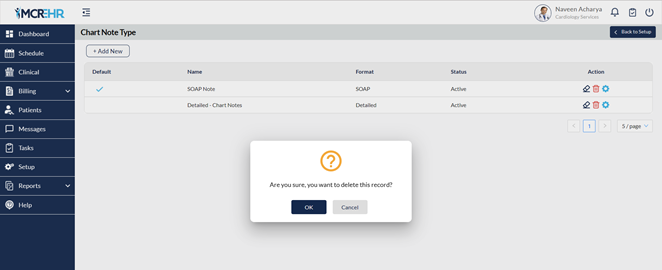 MCREHR
Naveen Acharya
Cardiology Services
Dashboard
Schedule
Clinical
Billing
Patients
Messages
Tasks
Setup
Reports
Help
Chart Note Type
Back to Setup
+ Add New
Default Name Format Status Action
SOAP Note SOAP Active
Detailed - Chart Notes Detailed Active
1 5 / page
Are you sure, you want to delete this record?
OK Cancel